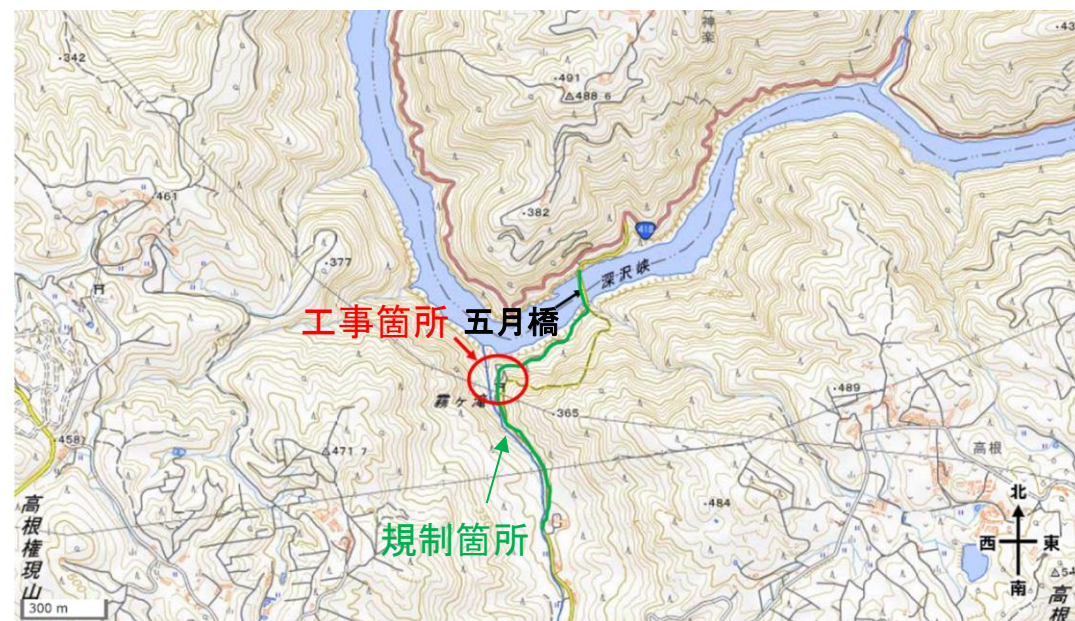 神楽
・342
・491
△488.6
・461
・382
418
・377
深沢峡
工事箇所
五月橋
霧ヶ滝
・365
・489
・458
△471.7
高根
・484
規制箇所
高根権現山
北
西
東
南
300 m